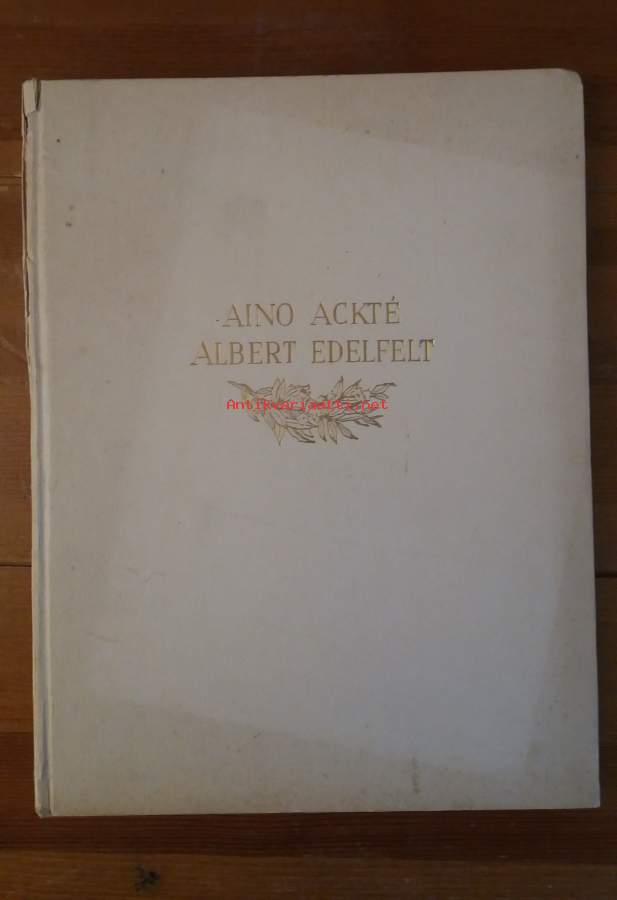 AINO ACKTÉ
ALBERT EDELFELT
Antikvariaatti.net